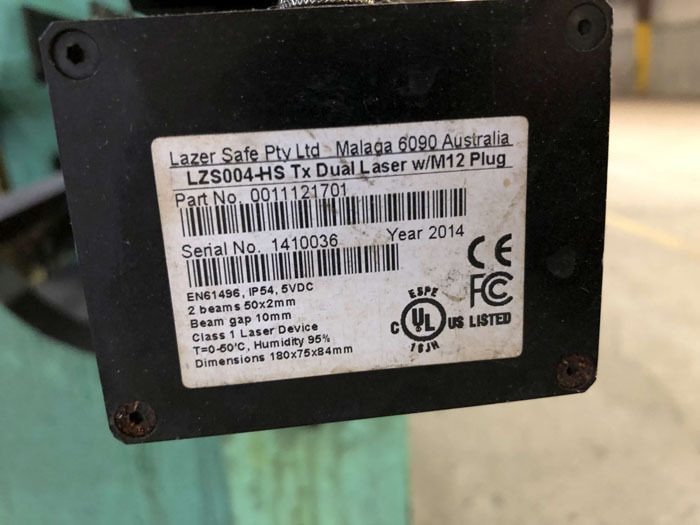 Lazer Safe Pty Ltd Malaga 6090 Australia
LZS004-HS Tx Dual Laser w/M12 Plug
Part No. 0011121701
Serial No. 1410036 Year 2014
EN61496, IP54, 5VDC
2 beams 50x2mm
Beam gap 10mm
Class 1 Laser Device
T=0-50°C, Humidity 95%
Dimensions 180x75x84mm
CE
FC
ESPE
C UL US LISTED
16JH